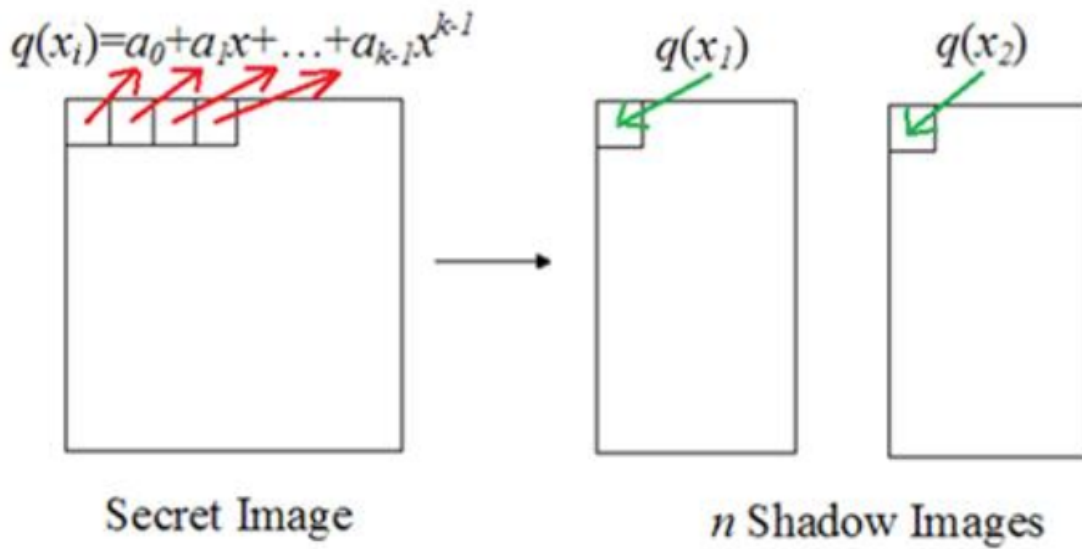 q(xᵢ)=a₀+a₁x+…+aₖ₋₁xᵏ⁻¹
q(x₁)
q(x₂)
Secret Image
n Shadow Images